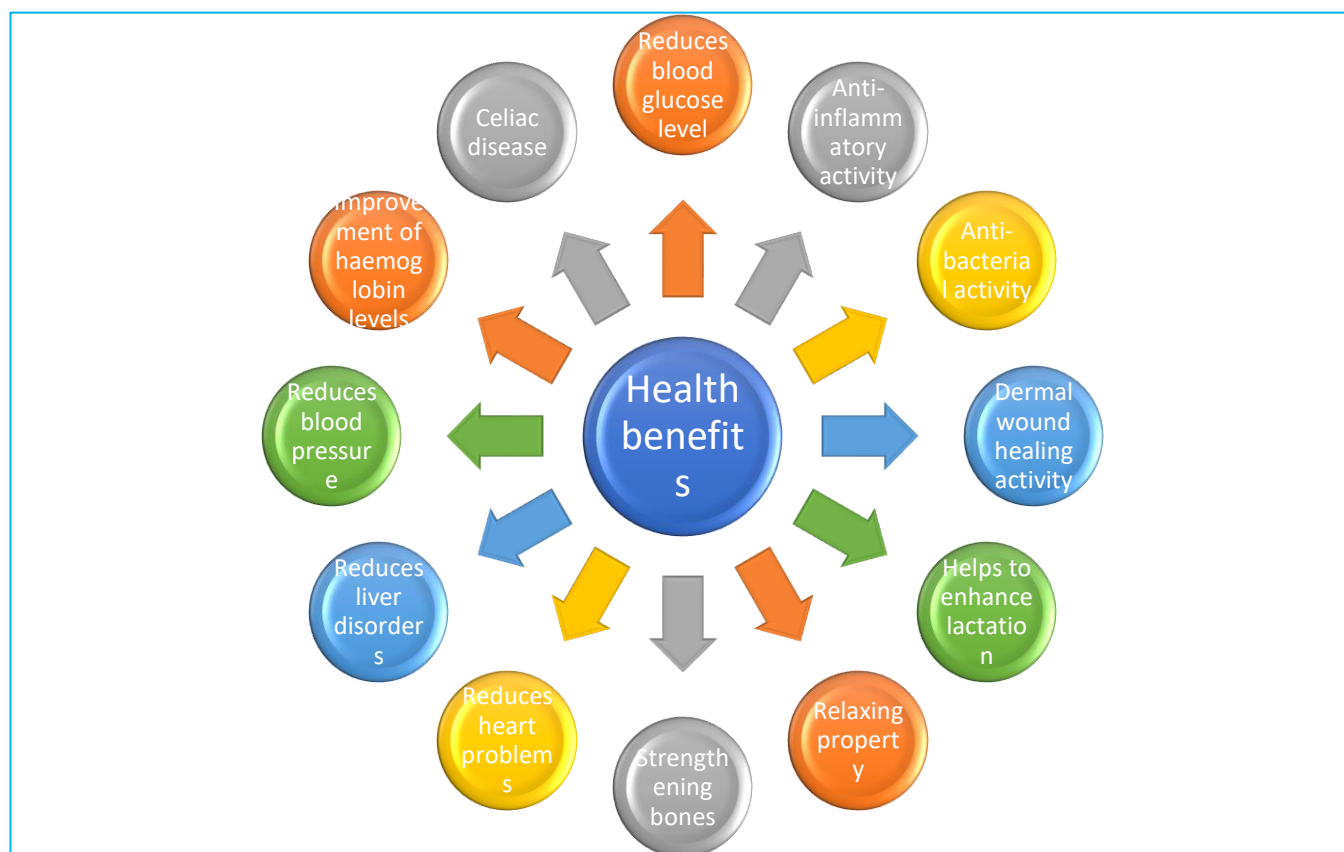 Reduces
blood
glucose
level
Anti-
inflamm
atory
activity
Anti-
bacteria
l activity
Dermal
wound
healing
activity
Helps to
enhance
lactatio
n
Relaxing
propert
y
Strength
ening
bones
Reduces
heart
problem
s
Reduces
liver
disorder
s
Reduces
blood
pressur
e
Improve
ment of
haemog
lobin
levels
Celiac
disease
Health
benefit
s